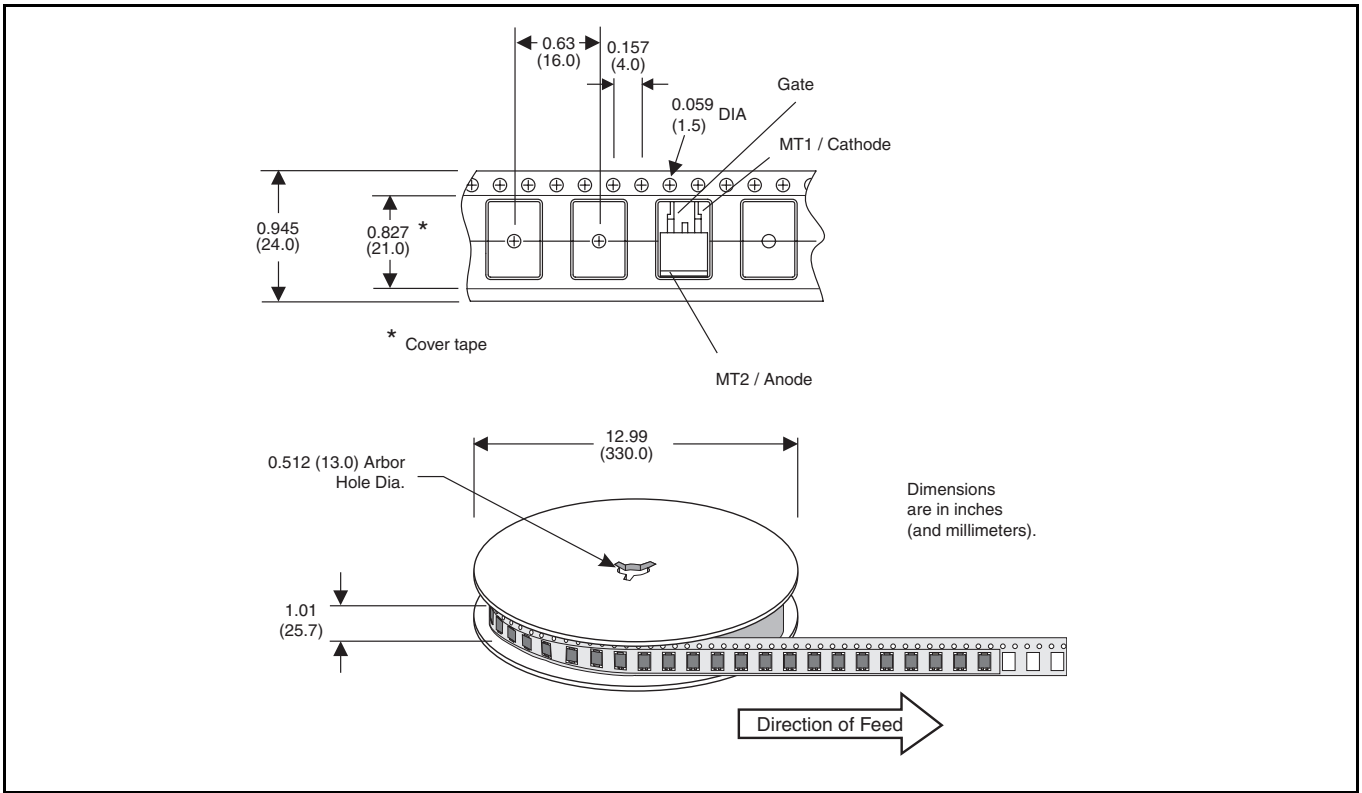 0.63
(16.0)
0.157
(4.0)
Gate
0.059 DIA
(1.5)
MT1 / Cathode
0.945
(24.0)
0.827 *
(21.0)
* Cover tape
MT2 / Anode
12.99
(330.0)
0.512 (13.0) Arbor
Hole Dia.
Dimensions
are in inches
(and millimeters).
1.01
(25.7)
Direction of Feed